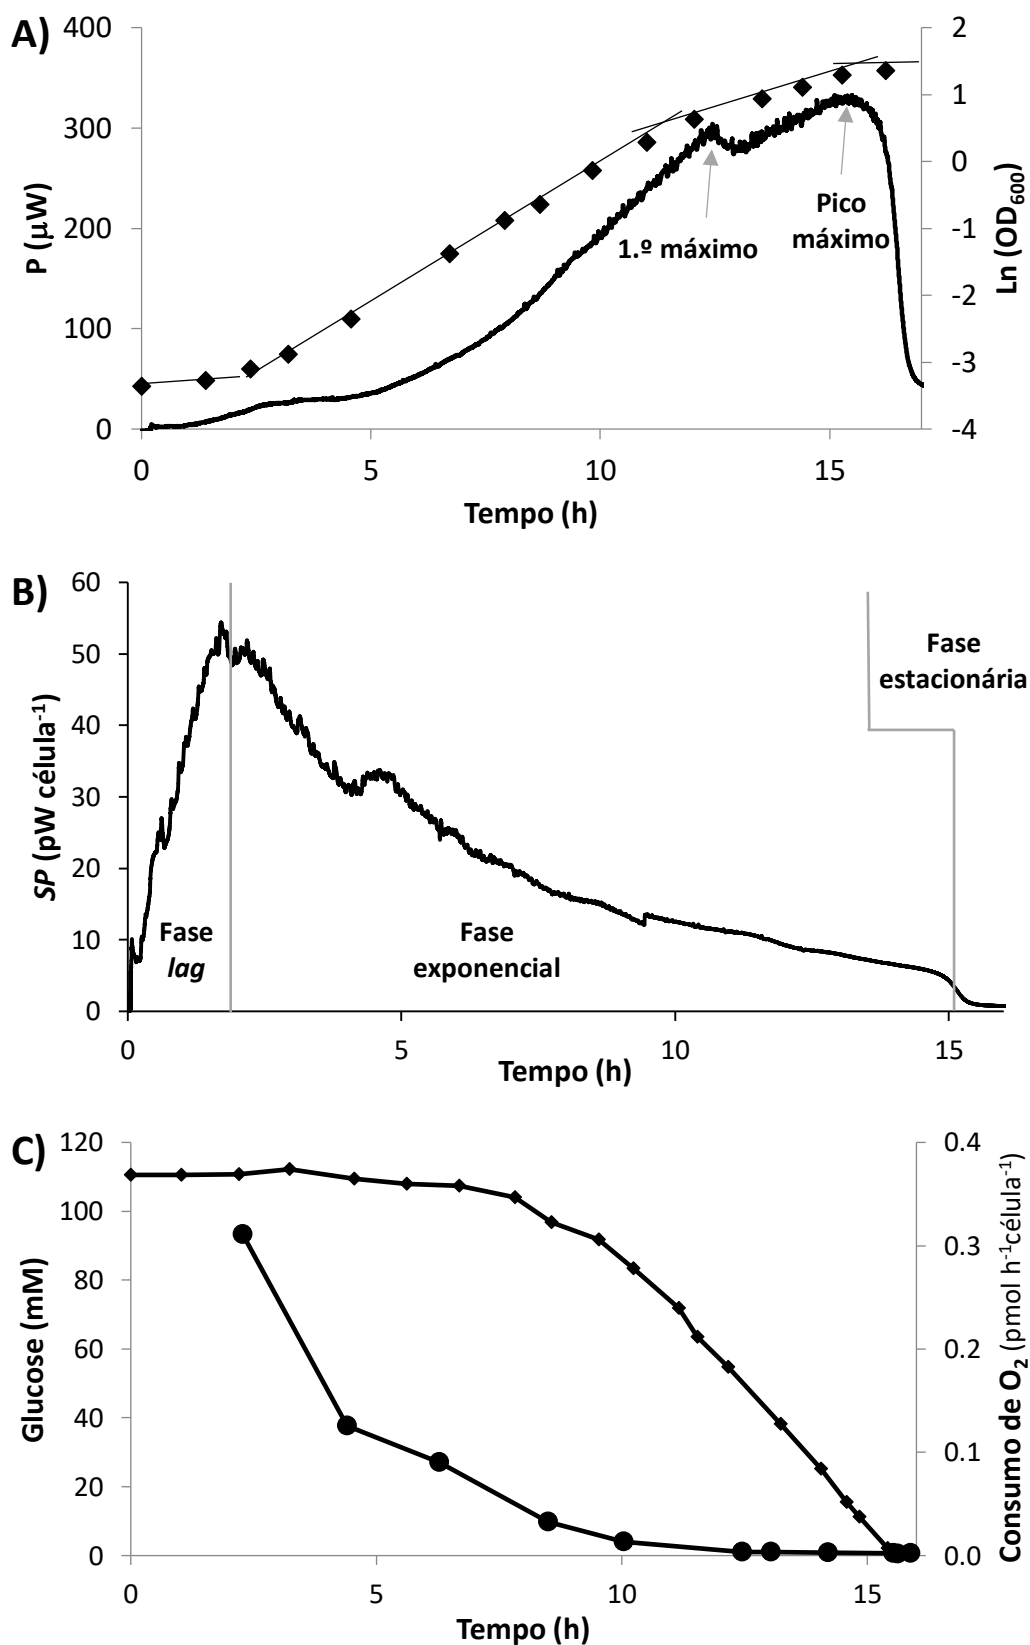 A)
400
300
200
100
0
P (μW)
2
1
0
-1
-2
-3
-4
Ln (OD600)
1.º máximo
Pico
máximo
0
5
10
15
Tempo (h)
B)
60
50
40
30
20
10
0
SP (pW célula-1)
Fase
lag
Fase
exponencial
Fase
estacionária
0
5
10
15
Tempo (h)
C)
120
100
80
60
40
20
0
Glucose (mM)
0.4
0.3
0.2
0.1
0.0
Consumo de O2 (pmol h-1célula-1)
0
5
10
15
Tempo (h)